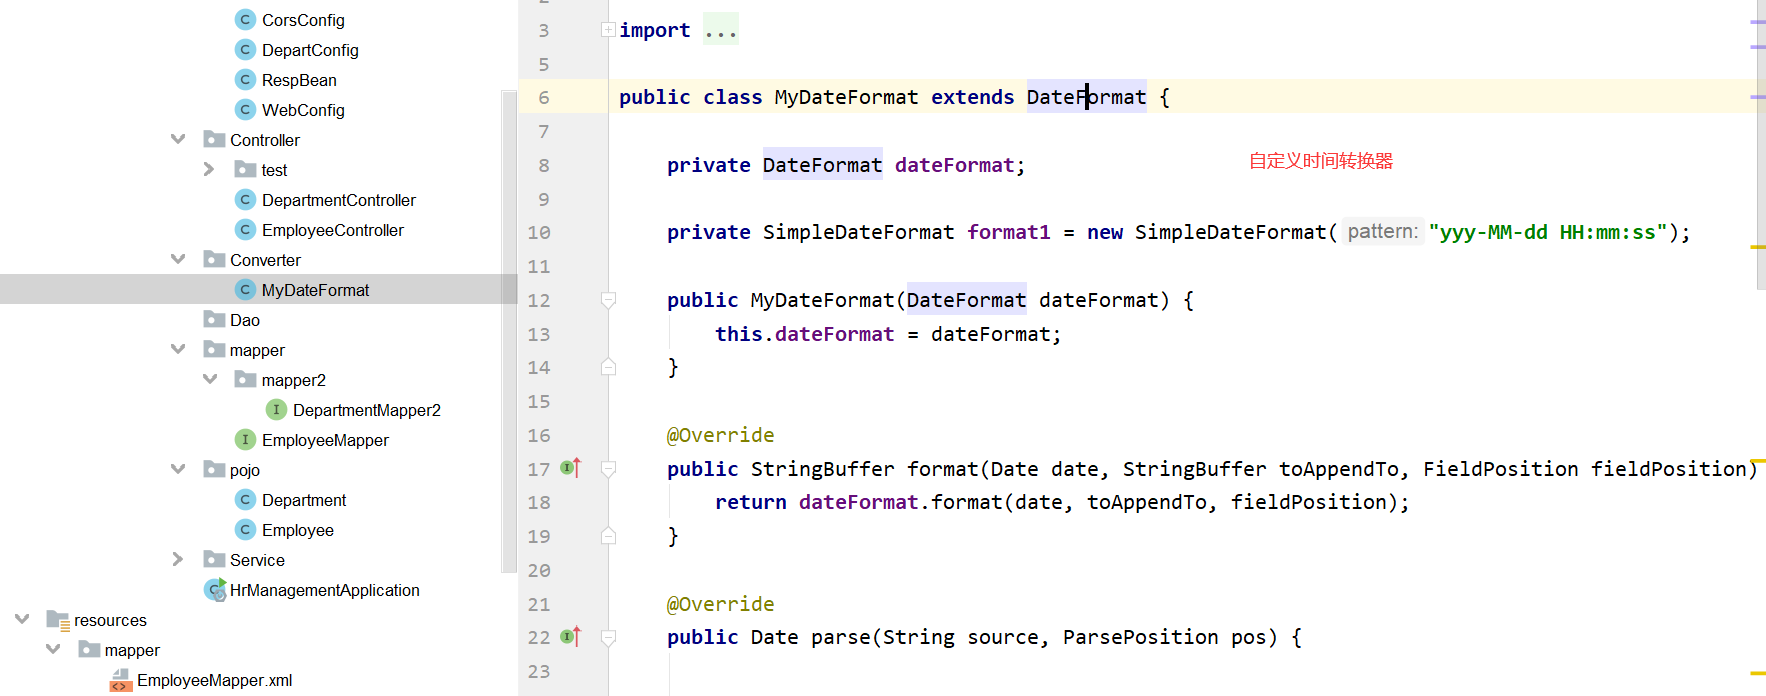 CorsConfig
DepartConfig
RespBean
WebConfig
Controller
test
DepartmentController
EmployeeController
Converter
MyDateFormat
Dao
mapper
mapper2
DepartmentMapper2
EmployeeMapper
pojo
Department
Employee
Service
HrManagementApplication
resources
mapper
EmployeeMapper.xml
3 import ...
5
6 public class MyDateFormat extends DateFormat {
7
8 private DateFormat dateFormat; 自定义时间转换器
9
10 private SimpleDateFormat format1 = new SimpleDateFormat( pattern: "yyy-MM-dd HH:mm:ss");
11
12 public MyDateFormat(DateFormat dateFormat) {
13 this.dateFormat = dateFormat;
14 }
15
16 @Override
17 public StringBuffer format(Date date, StringBuffer toAppendTo, FieldPosition fieldPosition)
18 return dateFormat.format(date, toAppendTo, fieldPosition);
19 }
20
21 @Override
22 public Date parse(String source, ParsePosition pos) {
23